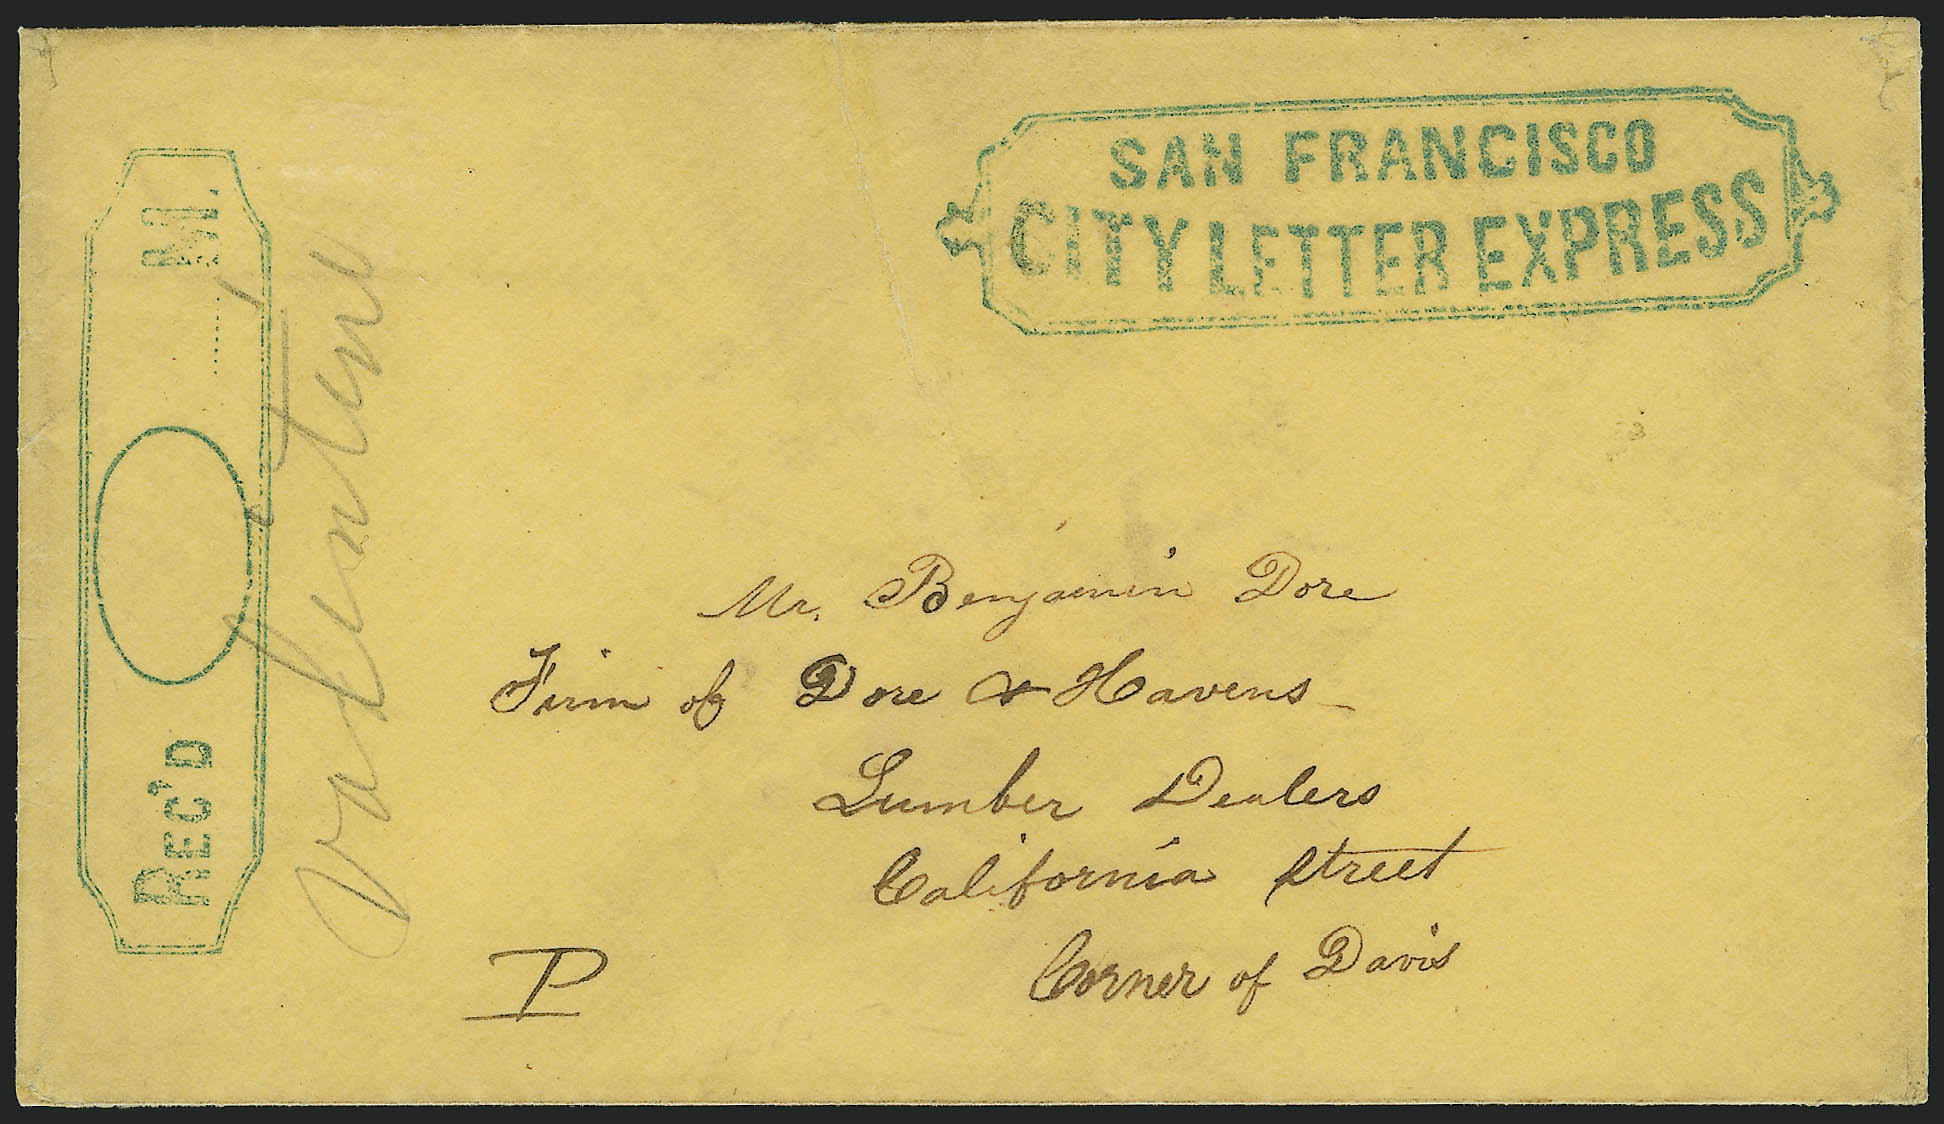 SAN FRANCISCO
CITY LETTER EXPRESS
REC'D ........ M.
Valentine
Mr. Benjamin Dore
Firm of Dore & Havens
Lumber Dealers
California Street
Corner of Davis
P